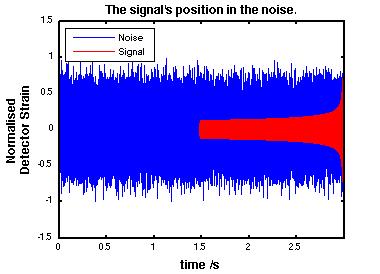 The signal's position in the noise.
Noise
Signal
Normalised
Detector Strain
1.5
1
0.5
0
-0.5
-1
-1.5
0
0.5
1
1.5
2
2.5
time /s